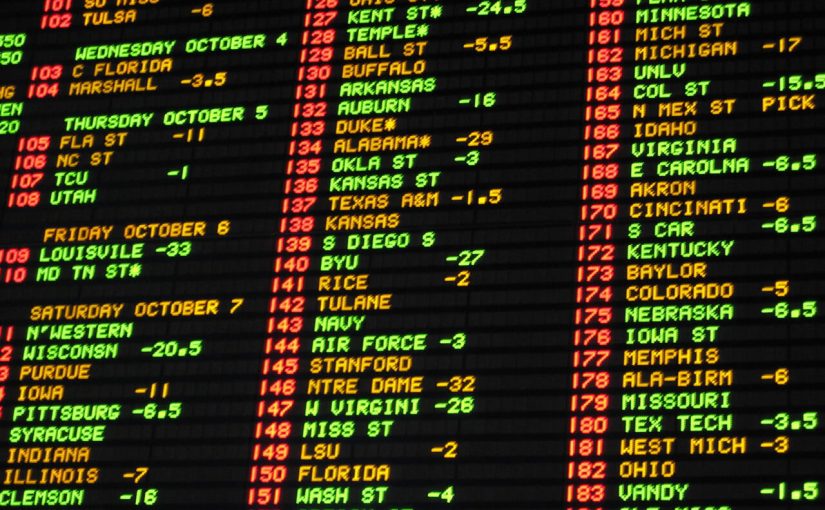 101 SO MISS
102 TULSA -6
WEDNESDAY OCTOBER 4
103 C FLORIDA
104 MARSHALL -3.5
THURSDAY OCTOBER 5
105 FLA ST -11
106 NC ST
107 TCU -1
108 UTAH
FRIDAY OCTOBER 6
109 LOUISVILE -33
110 MD TN ST*
SATURDAY OCTOBER 7
N'WESTERN
WISCONSN -20.5
PURDUE
IOWA -11
PITTSBURG -6.5
SYRACUSE
INDIANA
ILLINOIS -7
CLEMSON -16
127 KENT ST* -24.5
128 TEMPLE*
129 BALL ST -5.5
130 BUFFALO
131 ARKANSAS
132 AUBURN -16
133 DUKE*
134 ALABAMA* -29
135 OKLA ST -3
136 KANSAS ST
137 TEXAS A&M -1.5
138 KANSAS
139 S DIEGO S
140 BYU -27
141 RICE -2
142 TULANE
143 NAVY
144 AIR FORCE -3
145 STANFORD
146 NTRE DAME -32
147 W VIRGINI -26
148 MISS ST
149 LSU -2
150 FLORIDA
151 WASH ST -4
160 MINNESOTA
161 MICH ST
162 MICHIGAN -17
163 UNLV
164 COL ST -15.5
165 N MEX ST PICK
166 IDAHO
167 VIRGINIA
168 E CAROLNA -6.5
169 AKRON
170 CINCINATI -6
171 S CAR -6.5
172 KENTUCKY
173 BAYLOR
174 COLORADO -5
175 NEBRASKA -6.5
176 IOWA ST
177 MEMPHIS
178 ALA-BIRM -6
179 MISSOURI
180 TEX TECH -3.5
181 WEST MICH -3
182 OHIO
183 VANDY -1.5